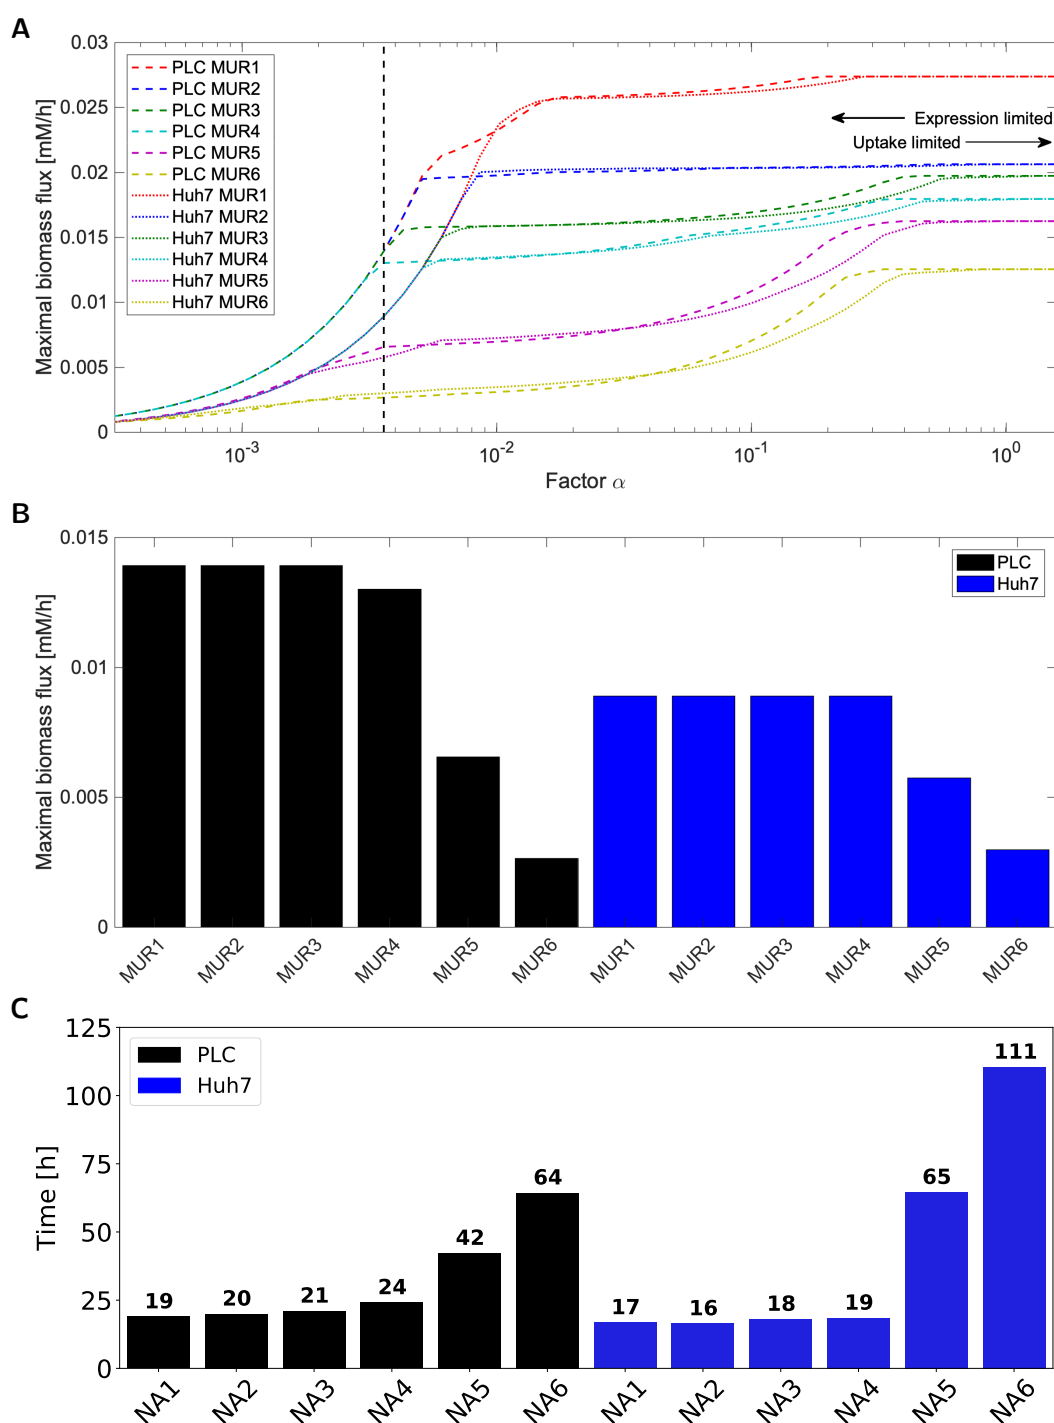 A
Maximal biomass flux [mM/h]
0.03
0.025
0.02
0.015
0.01
0.005
0
PLC MUR1
PLC MUR2
PLC MUR3
PLC MUR4
PLC MUR5
PLC MUR6
Huh7 MUR1
Huh7 MUR2
Huh7 MUR3
Huh7 MUR4
Huh7 MUR5
Huh7 MUR6
Expression limited
Uptake limited
10^-3
10^-2
10^-1
10^0
Factor α
B
Maximal biomass flux [mM/h]
0.015
0.01
0.005
0
PLC
Huh7
MUR1 MUR2 MUR3 MUR4 MUR5 MUR6 MUR1 MUR2 MUR3 MUR4 MUR5 MUR6
C
Time [h]
125
100
75
50
25
0
PLC
Huh7
19 20 21 24 42 64 17 16 18 19 65 111
NA1 NA2 NA3 NA4 NA5 NA6 NA1 NA2 NA3 NA4 NA5 NA6